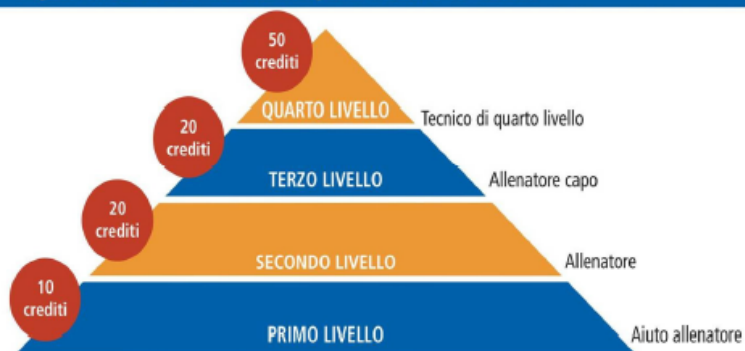 50
crediti
QUARTO LIVELLO
Tecnico di quarto livello
20
crediti
TERZO LIVELLO
Allenatore capo
20
crediti
SECONDO LIVELLO
Allenatore
10
crediti
PRIMO LIVELLO
Aiuto allenatore